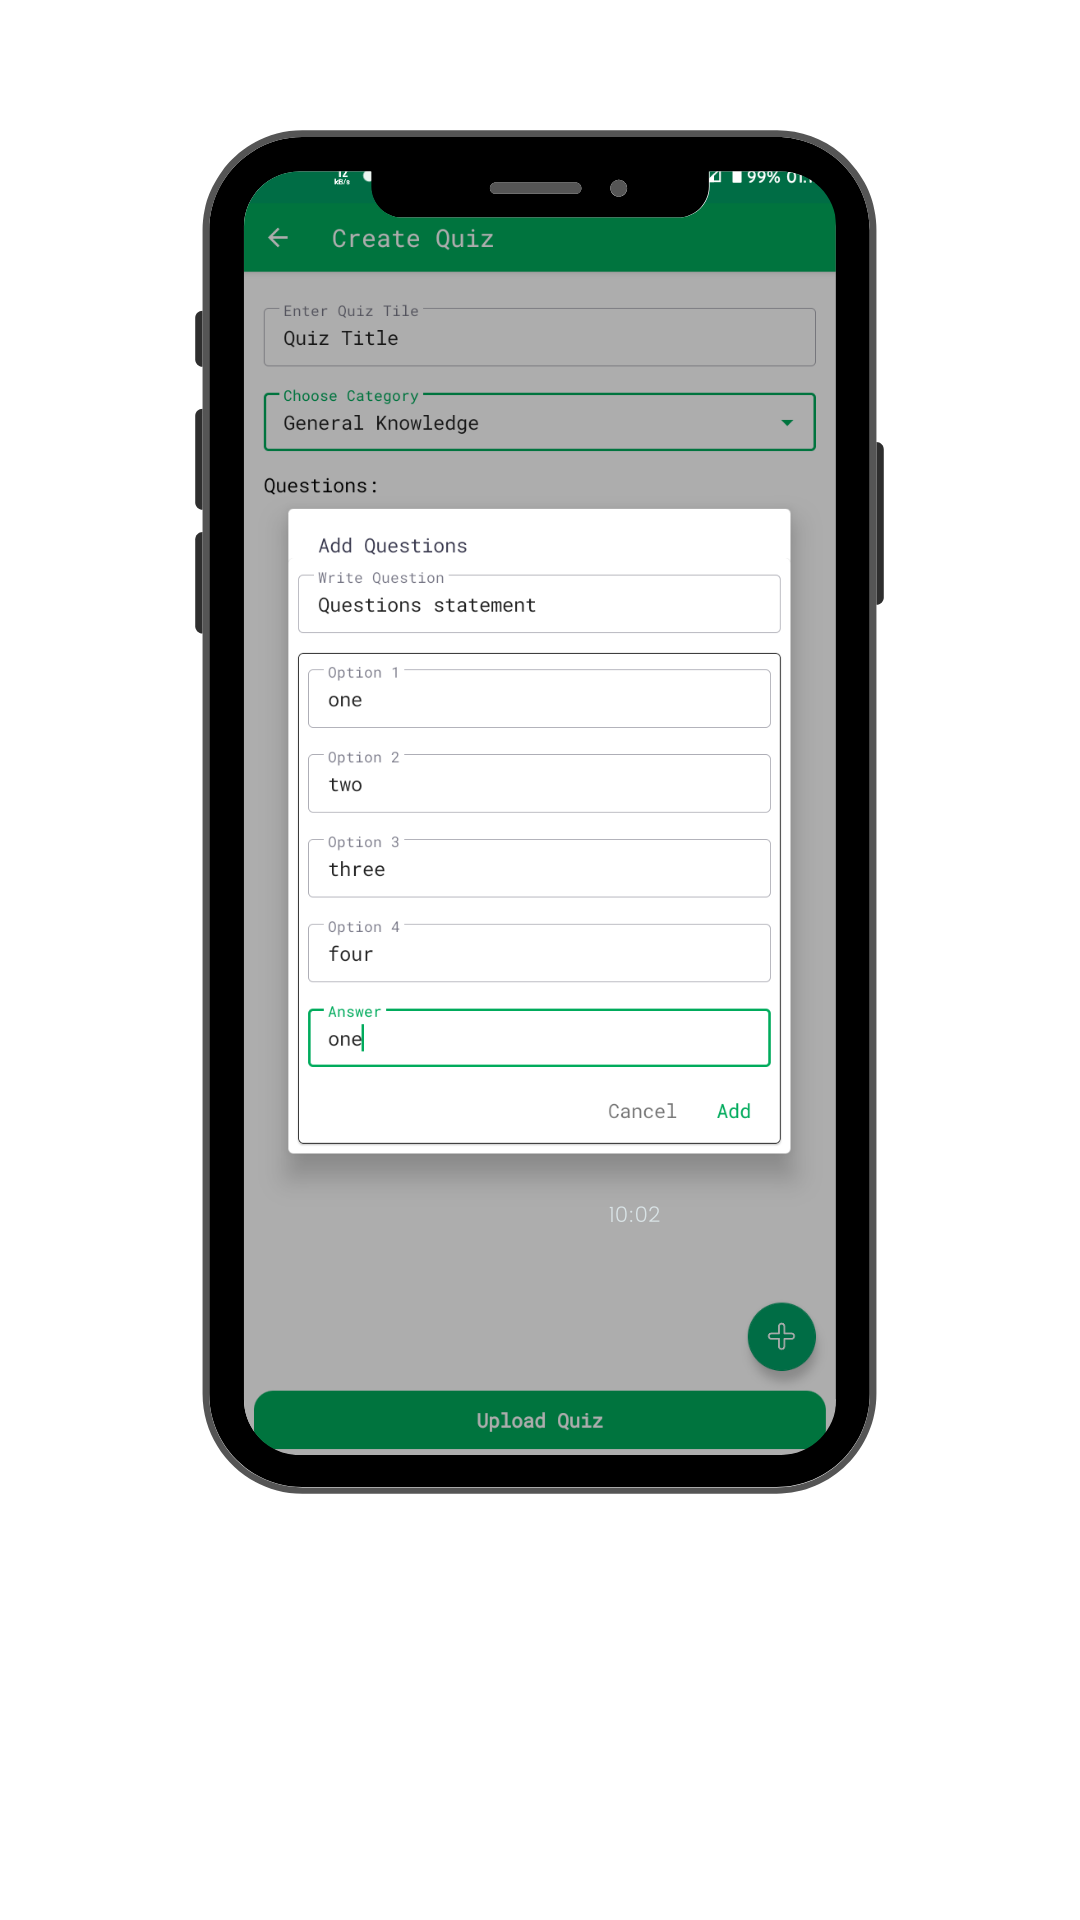 12
kB/s
99%
Create Quiz
Enter Quiz Tile
Quiz Title
Choose Category
General Knowledge
Questions:
Add Questions
Write Question
Questions statement
Option 1
one
Option 2
two
Option 3
three
Option 4
four
Answer
one
Cancel Add
10:02
Upload Quiz